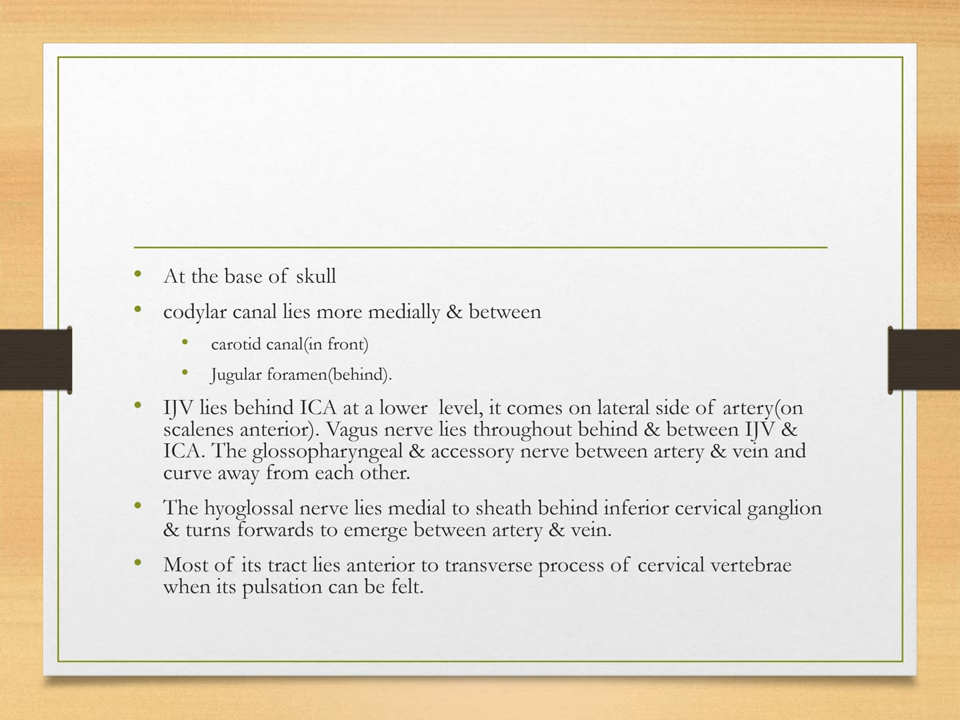 • At the base of skull
• codylar canal lies more medially & between
• carotid canal(in front)
• Jugular foramen(behind).
• IJV lies behind ICA at a lower level, it comes on lateral side of artery(on
scalenes anterior). Vagus nerve lies throughout behind & between IJV &
ICA. The glossopharyngeal & accessory nerve between artery & vein and
curve away from each other.
• The hyoglossal nerve lies medial to sheath behind inferior cervical ganglion
& turns forwards to emerge between artery & vein.
• Most of its tract lies anterior to transverse process of cervical vertebrae
when its pulsation can be felt.